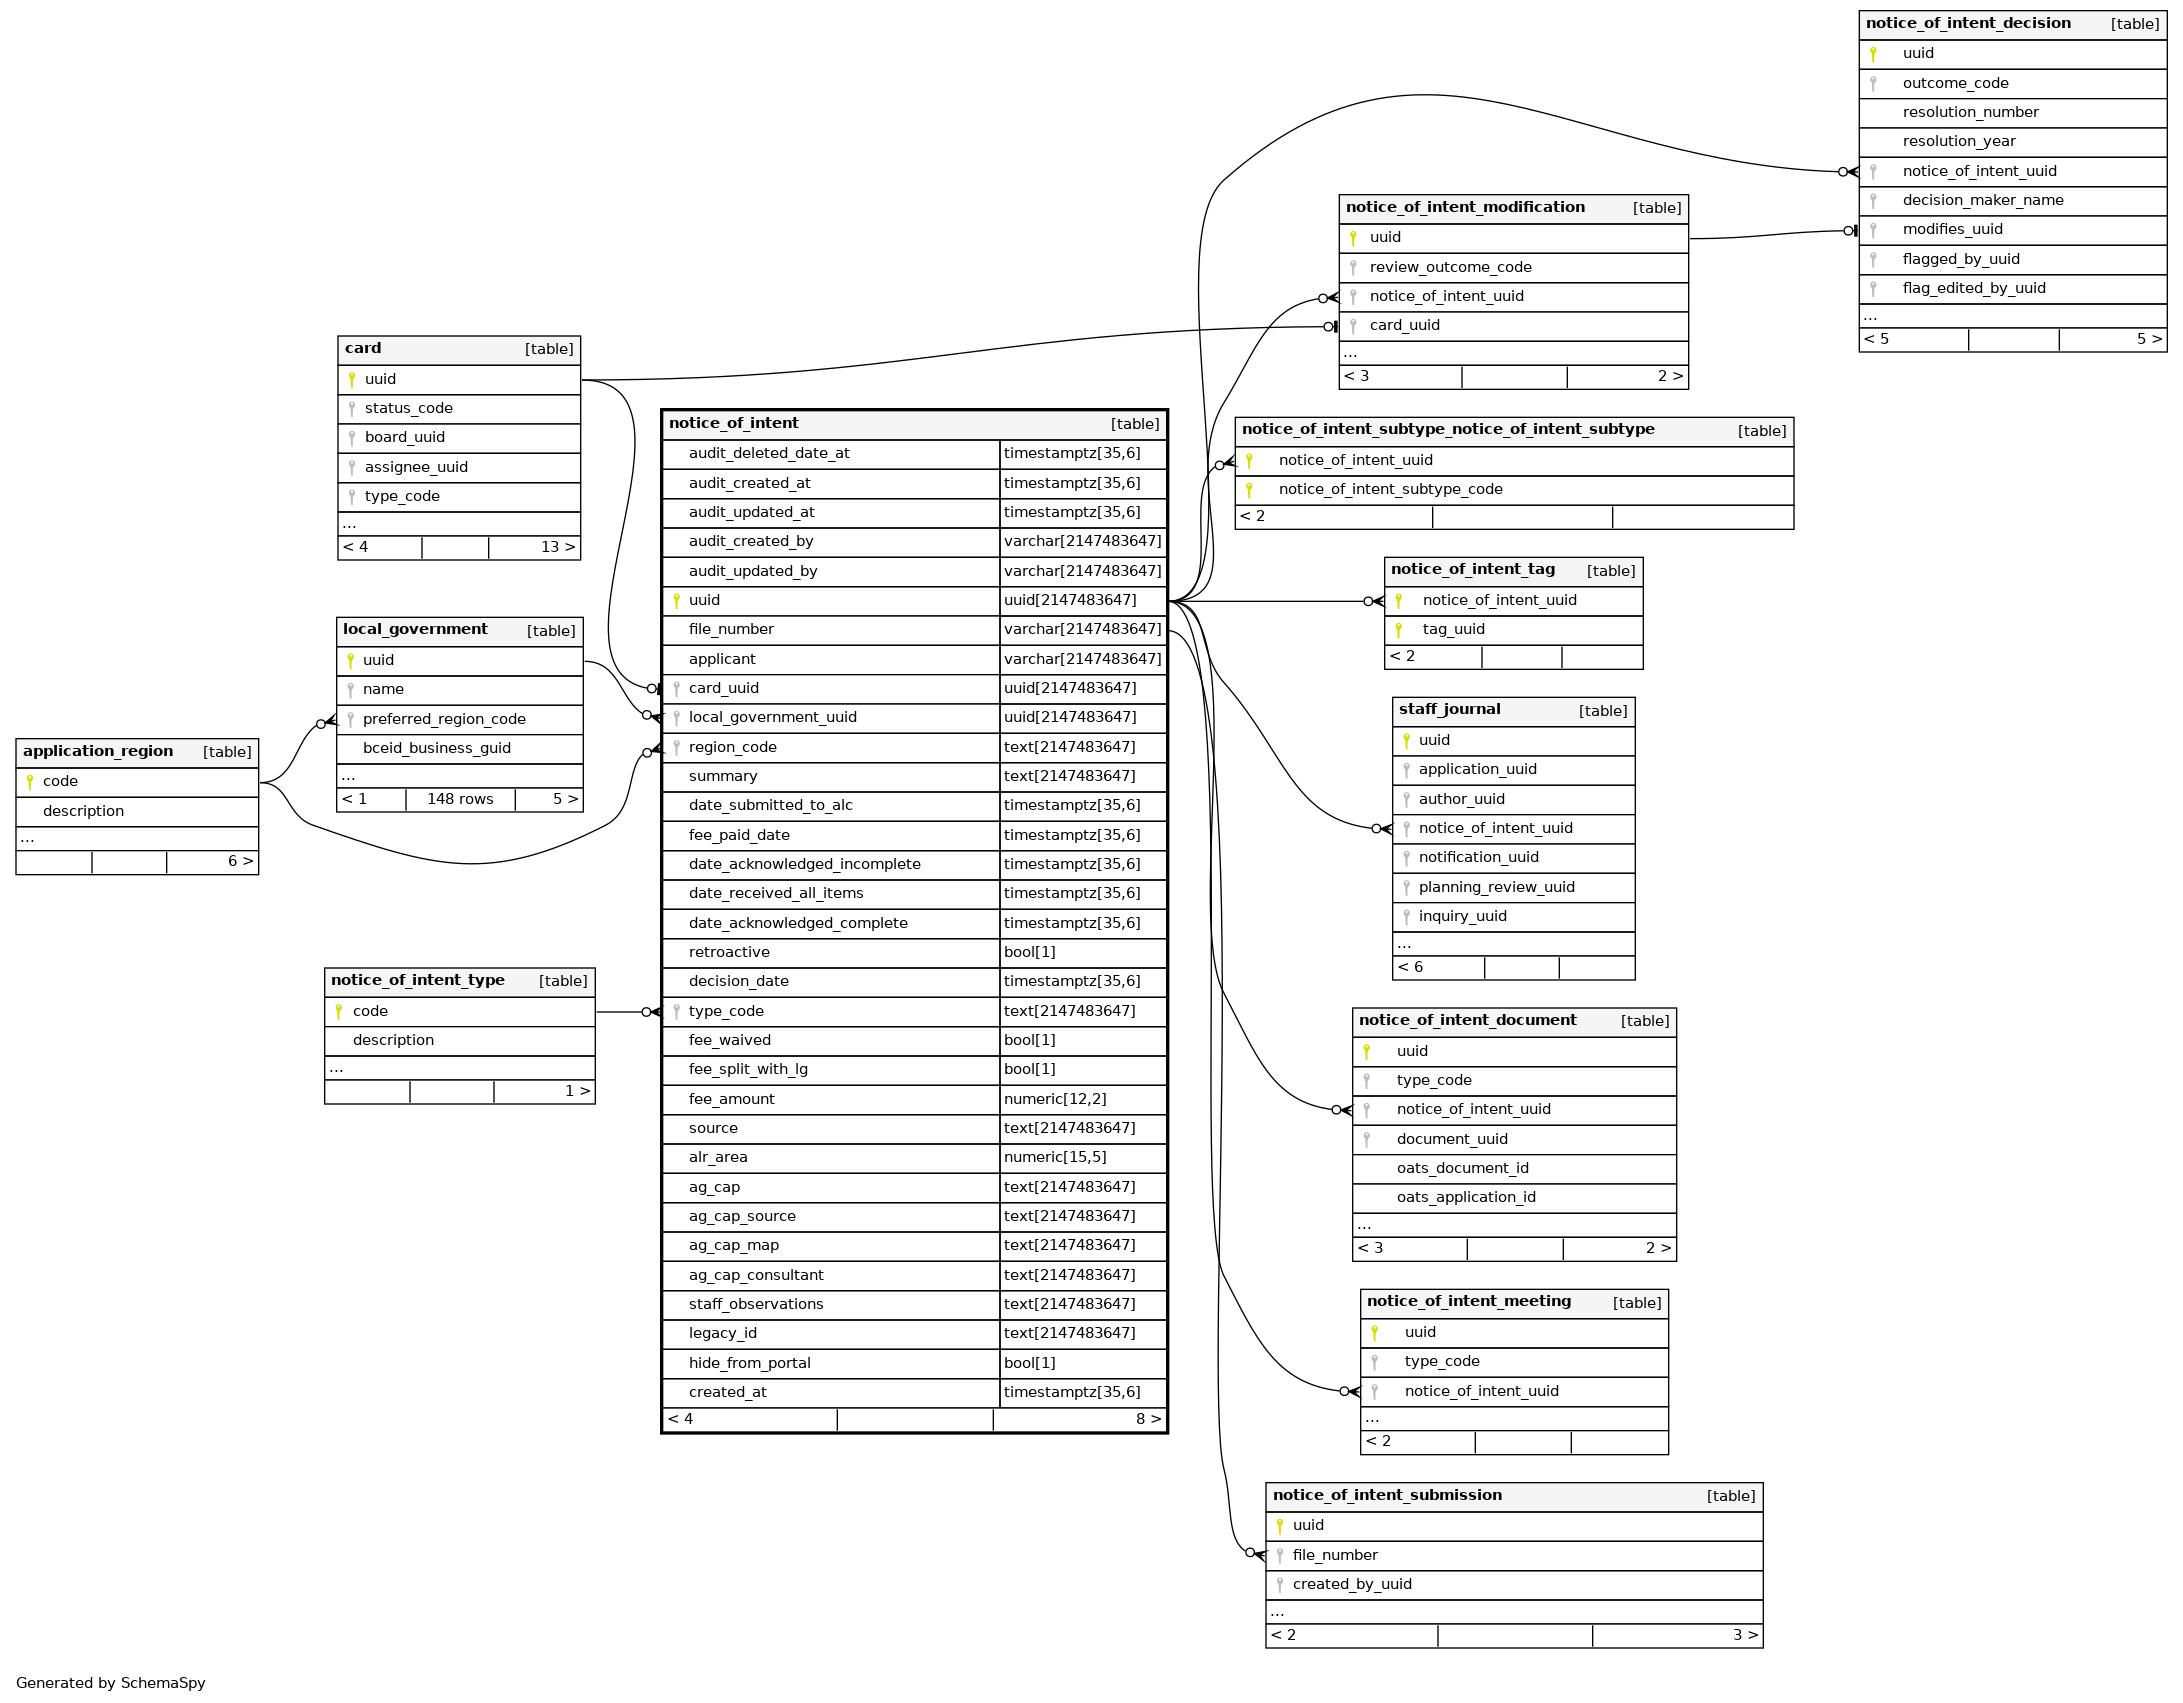 notice_of_intent_decision [table]
uuid
outcome_code
resolution_number
resolution_year
notice_of_intent_uuid
decision_maker_name
modifies_uuid
flagged_by_uuid
flag_edited_by_uuid
...
< 5 5 >
notice_of_intent_modification [table]
uuid
review_outcome_code
notice_of_intent_uuid
card_uuid
...
< 3 2 >
card [table]
uuid
status_code
board_uuid
assignee_uuid
type_code
...
< 4 13 >
notice_of_intent [table]
audit_deleted_date_at timestamptz[35,6]
audit_created_at timestamptz[35,6]
audit_updated_at timestamptz[35,6]
audit_created_by varchar[2147483647]
audit_updated_by varchar[2147483647]
uuid uuid[2147483647]
file_number varchar[2147483647]
applicant varchar[2147483647]
card_uuid uuid[2147483647]
local_government_uuid uuid[2147483647]
region_code text[2147483647]
summary text[2147483647]
date_submitted_to_alc timestamptz[35,6]
fee_paid_date timestamptz[35,6]
date_acknowledged_incomplete timestamptz[35,6]
date_received_all_items timestamptz[35,6]
date_acknowledged_complete timestamptz[35,6]
retroactive bool[1]
decision_date timestamptz[35,6]
type_code text[2147483647]
fee_waived bool[1]
fee_split_with_lg bool[1]
fee_amount numeric[12,2]
source text[2147483647]
alr_area numeric[15,5]
ag_cap text[2147483647]
ag_cap_source text[2147483647]
ag_cap_map text[2147483647]
ag_cap_consultant text[2147483647]
staff_observations text[2147483647]
legacy_id text[2147483647]
hide_from_portal bool[1]
created_at timestamptz[35,6]
< 4 8 >
notice_of_intent_subtype_notice_of_intent_subtype [table]
notice_of_intent_uuid
notice_of_intent_subtype_code
< 2
notice_of_intent_tag [table]
notice_of_intent_uuid
tag_uuid
< 2
local_government [table]
uuid
name
preferred_region_code
bceid_business_guid
...
< 1 148 rows 5 >
application_region [table]
code
description
...
6 >
staff_journal [table]
uuid
application_uuid
author_uuid
notice_of_intent_uuid
notification_uuid
planning_review_uuid
inquiry_uuid
...
< 6
notice_of_intent_type [table]
code
description
...
1 >
notice_of_intent_document [table]
uuid
type_code
notice_of_intent_uuid
document_uuid
oats_document_id
oats_application_id
...
< 3 2 >
notice_of_intent_meeting [table]
uuid
type_code
notice_of_intent_uuid
...
< 2
notice_of_intent_submission [table]
uuid
file_number
created_by_uuid
...
< 2 3 >
Generated by SchemaSpy